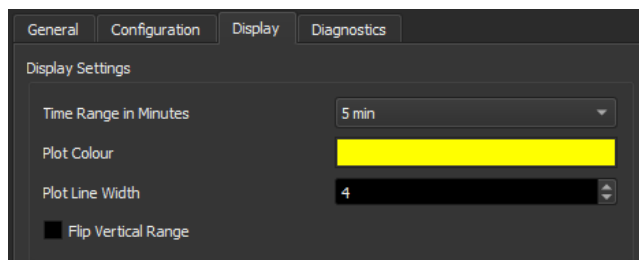 General Configuration Display Diagnostics
Display Settings
Time Range in Minutes 5 min
Plot Colour
Plot Line Width 4
Flip Vertical Range